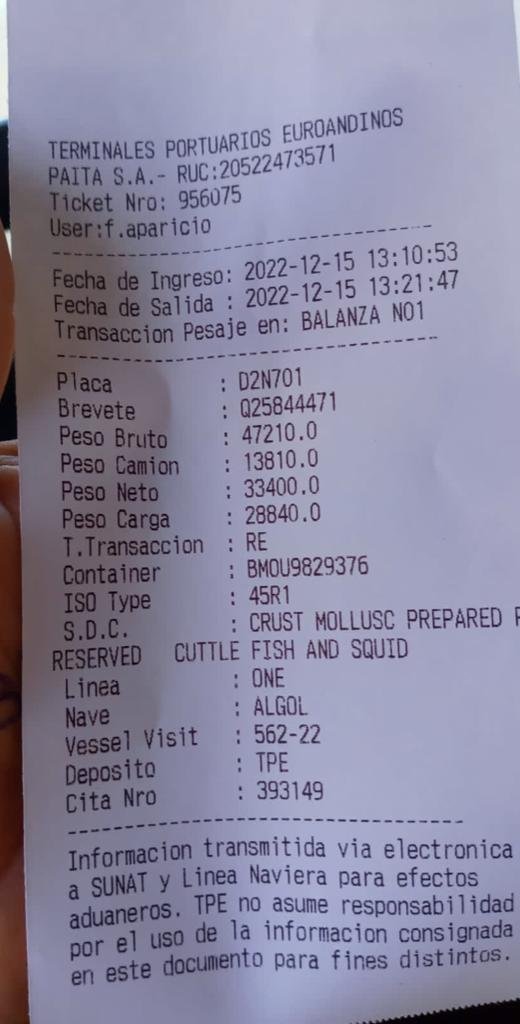 TERMINALES PORTUARIOS EUROANDINOS
PAITA S.A.- RUC:20522473571
Ticket Nro: 956075
User:f.aparicio
Fecha de Ingreso: 2022-12-15 13:10:53
Fecha de Salida : 2022-12-15 13:21:47
Transaccion Pesaje en: BALANZA NO1
Placa : D2N701
Brevete : Q25844471
Peso Bruto : 47210.0
Peso Camion : 13810.0
Peso Neto : 33400.0
Peso Carga : 28840.0
T.Transaccion : RE
Container : BMOU9829376
ISO Type : 45R1
S.D.C. : CRUST MOLLUSC PREPARED P
RESERVED CUTTLE FISH AND SQUID
Linea : ONE
Nave : ALGOL
Vessel Visit : 562-22
Deposito : TPE
Cita Nro : 393149
Informacion transmitida via electronica
a SUNAT y Linea Naviera para efectos
aduaneros. TPE no asume responsabilidad
por el uso de la informacion consignada
en este documento para fines distintos.